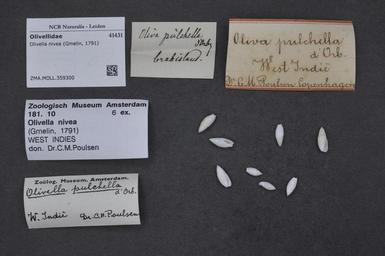 NCB Naturalis - Leiden
Olivellidae 41431
Olivella nivea (Gmelin, 1791)
ZMA.MOLL.359300
Oliva pulchella
d'Orb.
Oliva pulchella
d'Orb.
West Indië
Dr. C.M. Poulsen Copenhagen
Zoologisch Museum Amsterdam
181. 10 6 ex.
Olivella nivea
(Gmelin, 1791)
WEST INDIES
don. Dr.C.M.Poulsen
Zoölog. Museum, Amsterdam.
Olivella pulchella
d'Orb.
W. Indië Dr. C.M. Poulsen